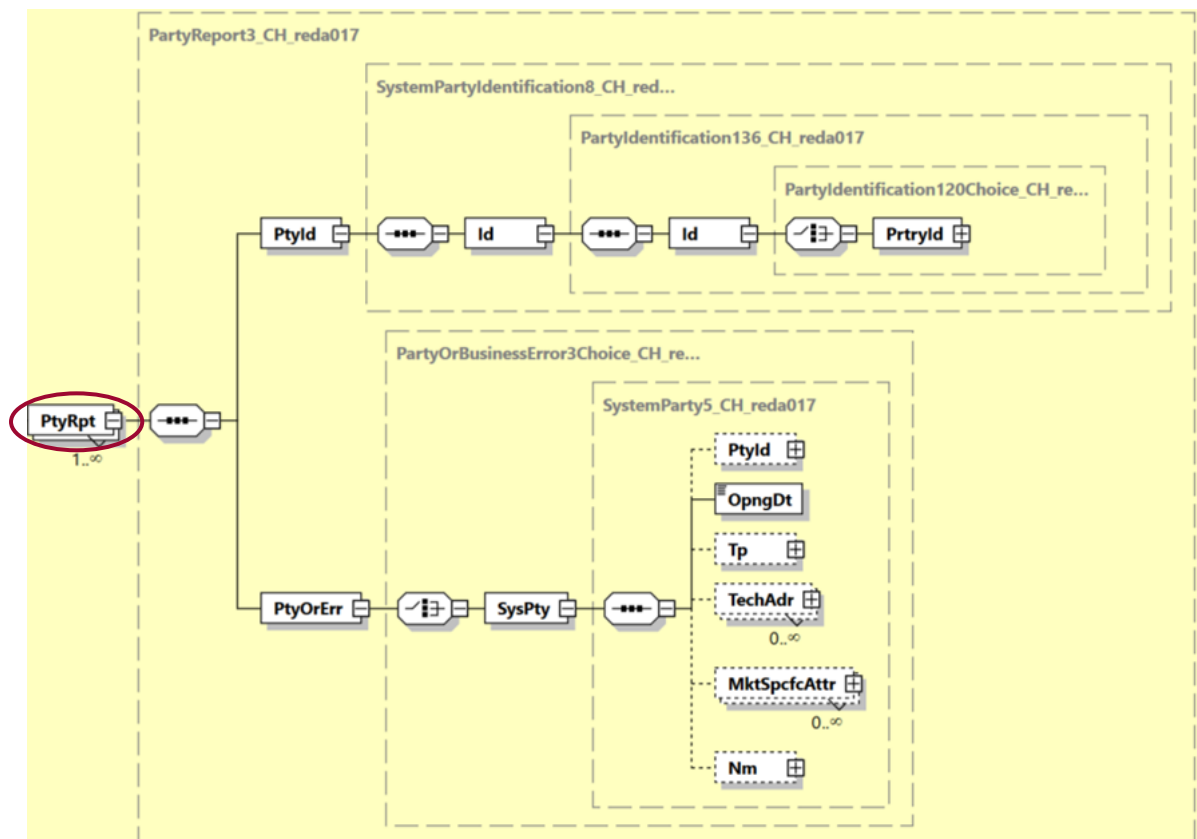 PartyReport3_CH_reda017
SystemPartyIdentification8_CH_red...
PartyIdentification136_CH_reda017
PartyIdentification120Choice_CH_re...
PtyId
Id
Id
PrtryId
PartyOrBusinessError3Choice_CH_re...
SystemParty5_CH_reda017
PtyRpt
1..∞
PtyId
OpngDt
Tp
PtyOrErr
SysPty
TechAdr
0..∞
MktSpcfcAttr
0..∞
Nm